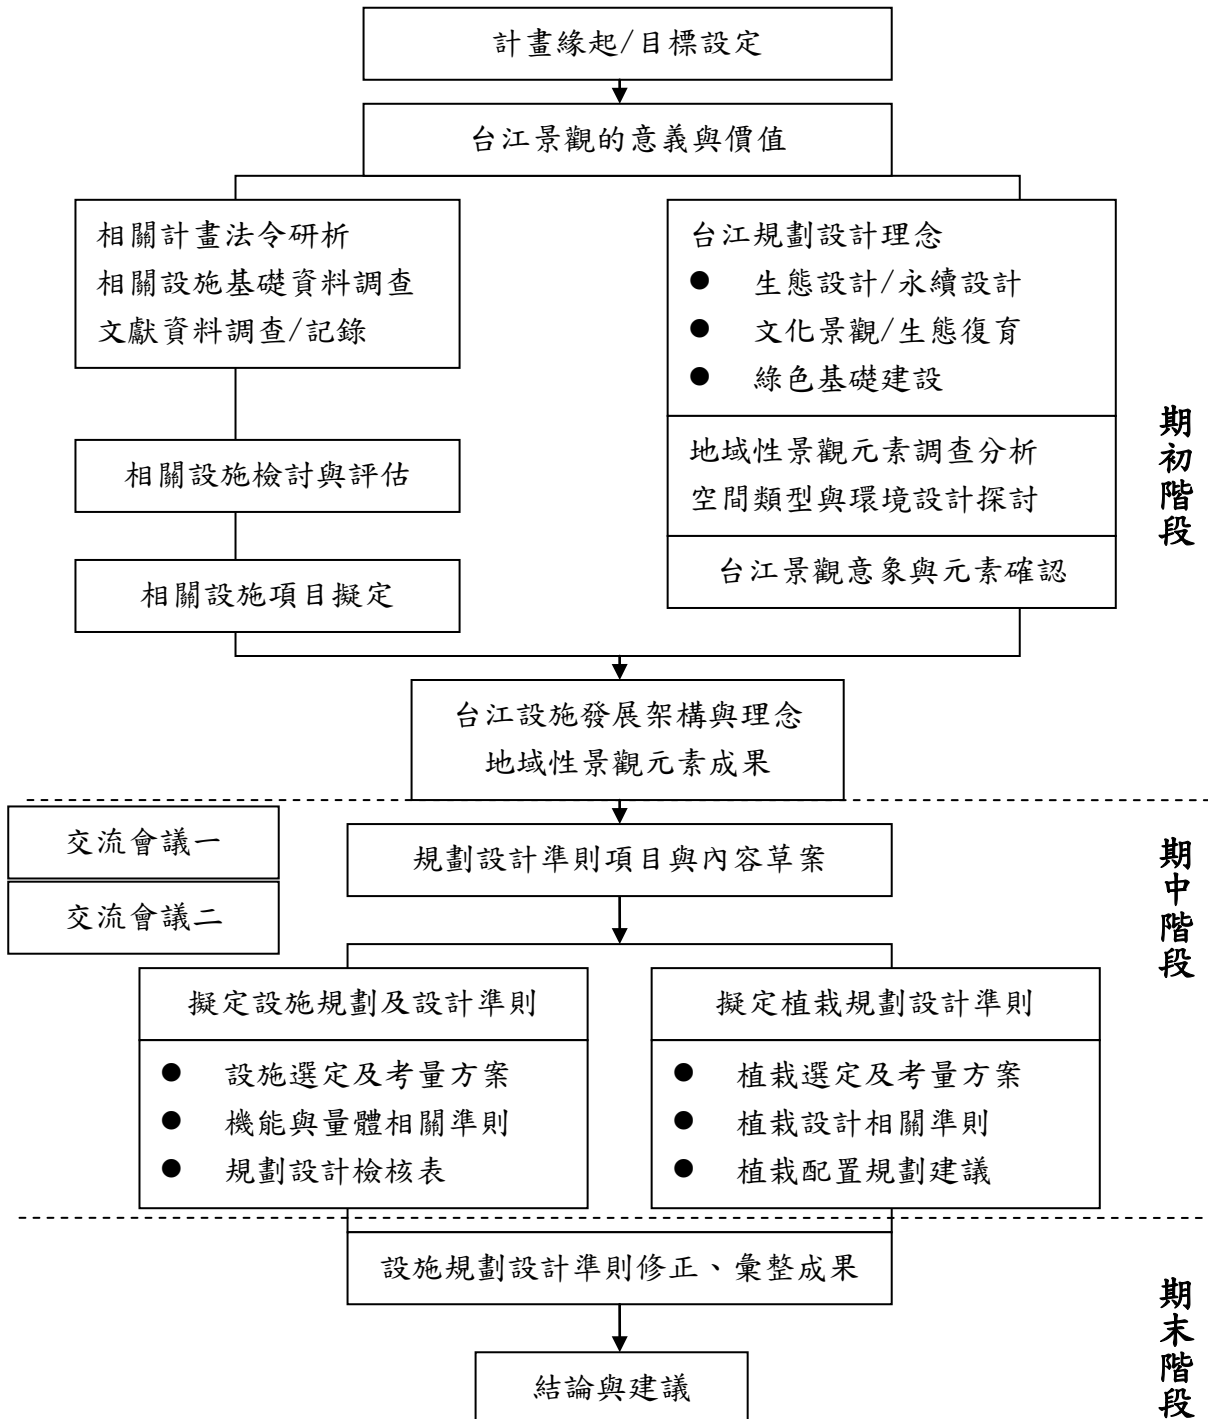 計畫緣起/目標設定
台江景觀的意義與價值
相關計畫法令研析
相關設施基礎資料調查
文獻資料調查/記錄
相關設施檢討與評估
相關設施項目擬定
台江規劃設計理念
● 生態設計/永續設計
● 文化景觀/生態復育
● 綠色基礎建設
地域性景觀元素調查分析
空間類型與環境設計探討
台江景觀意象與元素確認
期初階段
台江設施發展架構與理念
地域性景觀元素成果
交流會議一
交流會議二
規劃設計準則項目與內容草案
期中階段
擬定設施規劃及設計準則
● 設施選定及考量方案
● 機能與量體相關準則
● 規劃設計檢核表
擬定植栽規劃設計準則
● 植栽選定及考量方案
● 植栽設計相關準則
● 植栽配置規劃建議
設施規劃設計準則修正、彙整成果
結論與建議
期末階段